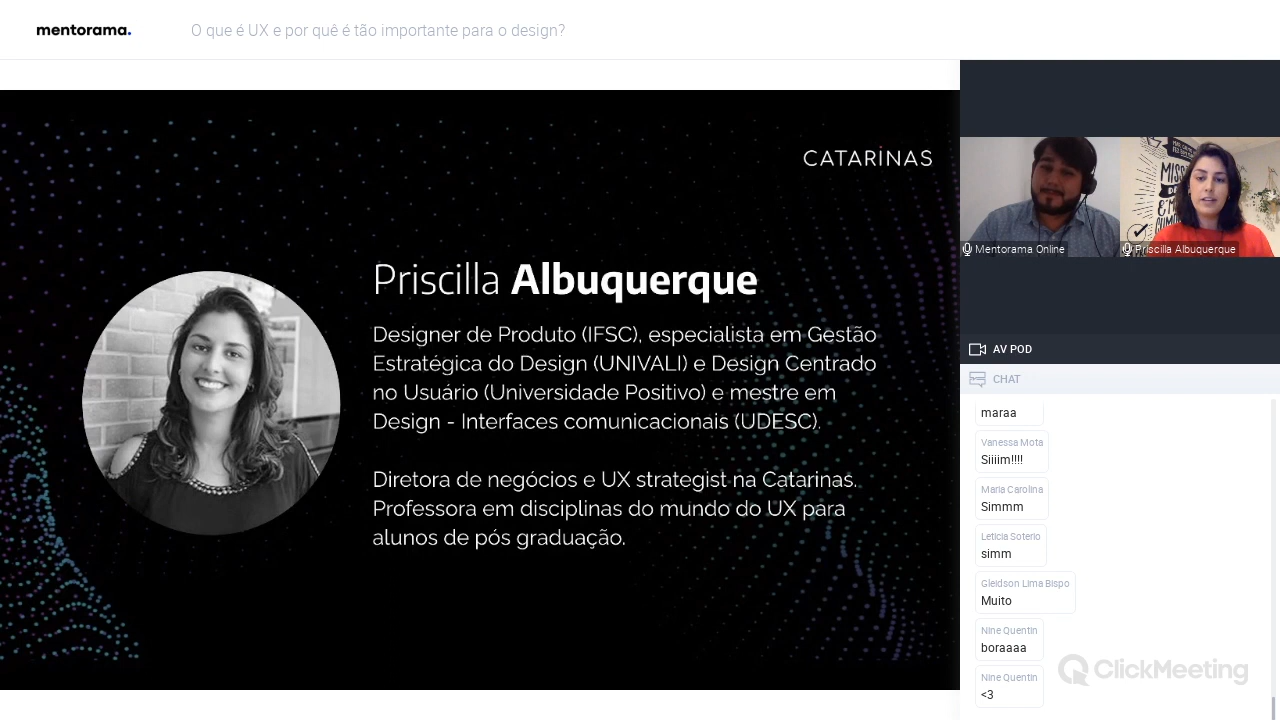 mentorama.
O que é UX e por quê é tão importante para o design?
CATARINAS
Priscilla Albuquerque
Designer de Produto (IFSC), especialista em Gestão
Estratégica do Design (UNIVALI) e Design Centrado
no Usuário (Universidade Positivo) e mestre em
Design - Interfaces comunicacionais (UDESC).
Diretora de negócios e UX strategist na Catarinas.
Professora em disciplinas do mundo do UX para
alunos de pós graduação.
Mentorama Online
Priscilla Albuquerque
AV POD
CHAT
maraa
Vanessa Mota
Siiiim!!!!
Maria Carolina
Simmm
Leticia Soterio
simm
Gleidson Lima Bispo
Muito
Nine Quentin
boraaaa
Nine Quentin
<3
ClickMeeting